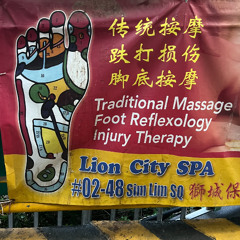 传统按摩
跌打损伤
脚底按摩
Traditional Massage
Foot Reflexology
Injury Therapy
Lion City SPA
#02-48 Sim Lim SQ 獅城保